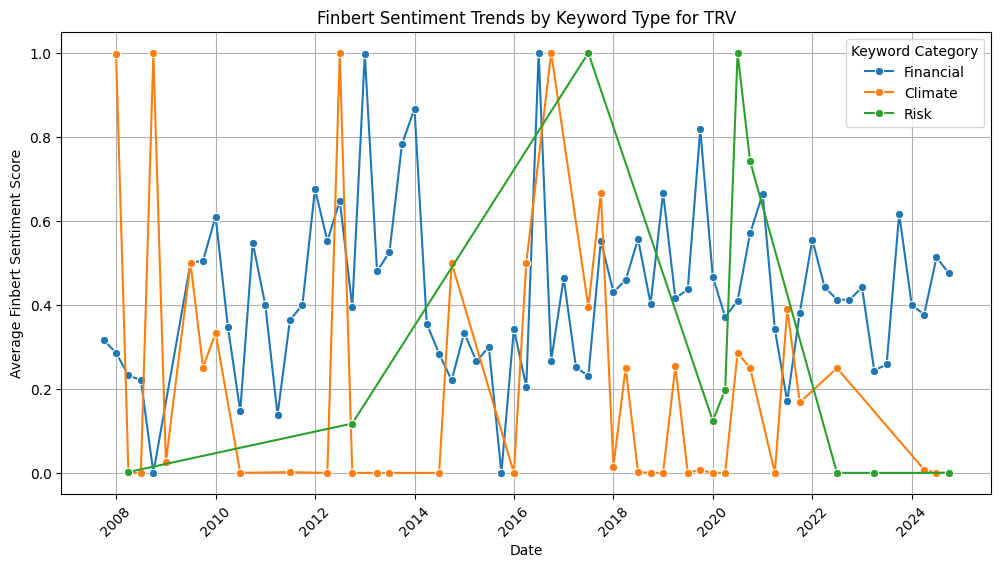 Finbert Sentiment Trends by Keyword Type for TRV
Average Finbert Sentiment Score
1.0
0.8
0.6
0.4
0.2
0.0
Keyword Category
Financial
Climate
Risk
2008
2010
2012
2014
2016
2018
2020
2022
2024
Date